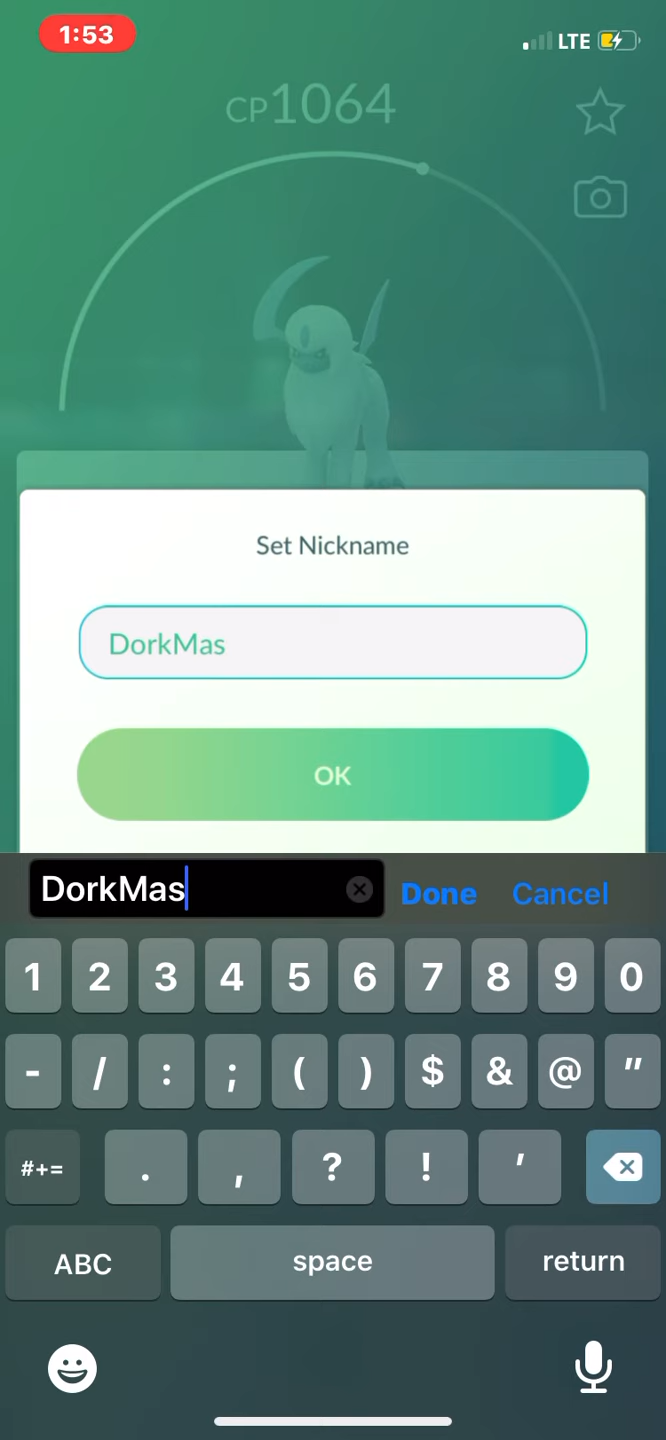 1:53
LTE
CP1064
Set Nickname
DorkMas
OK
DorkMas Done Cancel
1 2 3 4 5 6 7 8 9 0
- / : ; ( ) $ & @ "
#+= . , ? ! '
ABC space return